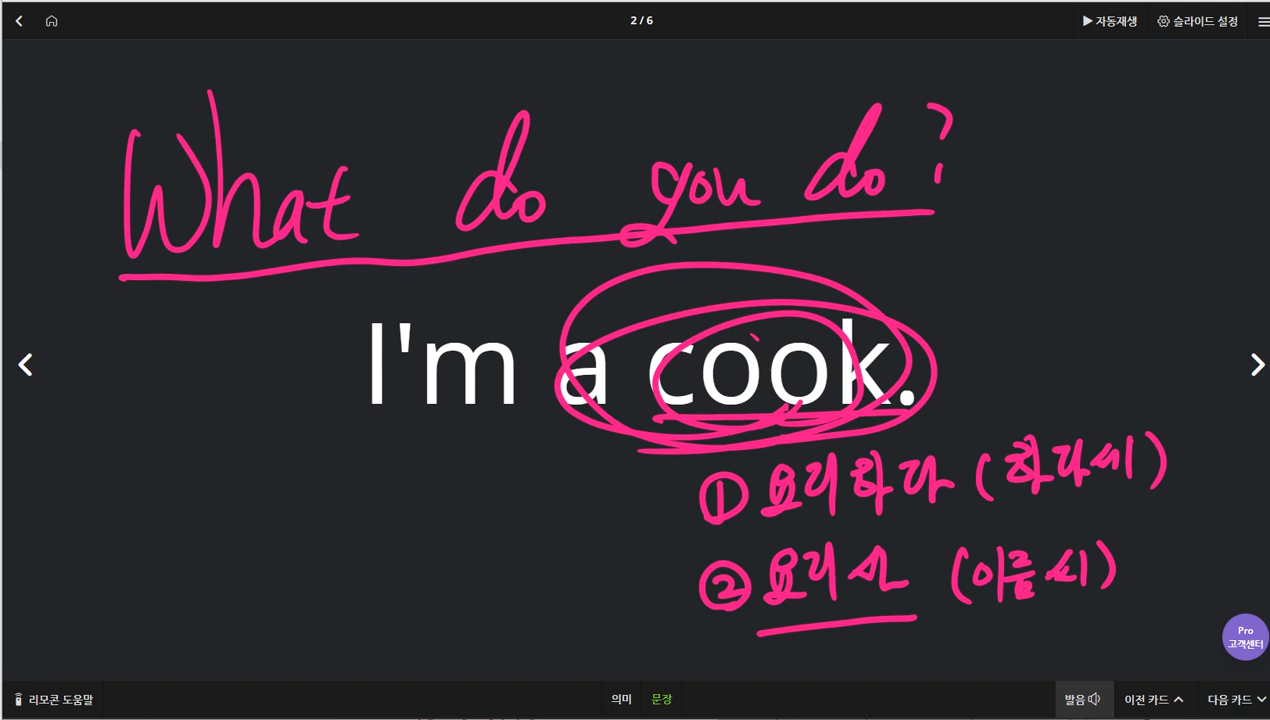 2 / 6
자동재생
슬라이드 설정
What do you do?
I'm a cook.
① 요리하다 (하다씨)
② 요리사 (이름씨)
Pro
고객센터
리모콘 도움말
의미
문장
발음
이전 카드
다음 카드